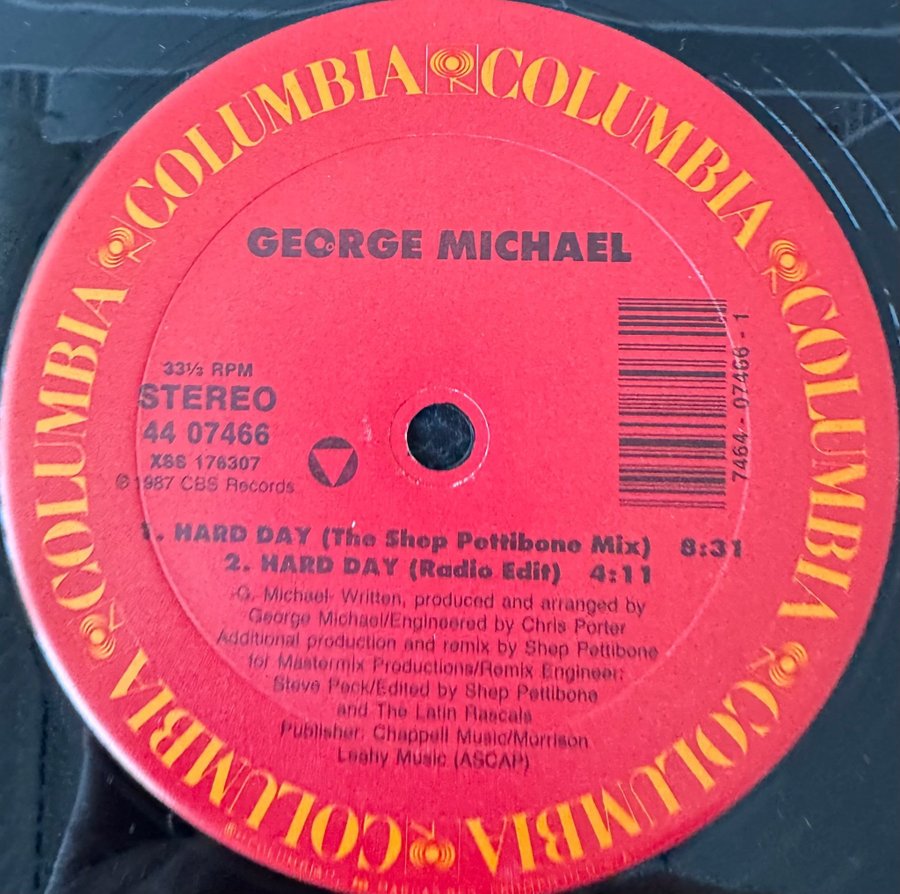 COLUMBIA COLUMBIA COLUMBIA COLUMBIA COLUMBIA COLUMBIA COLUMBIA COLUMBIA
GEORGE MICHAEL
33⅓ RPM
STEREO
44 07466
XSS 176307
© 1987 CBS Records
7464-07466-1
1. HARD DAY (The Shep Pettibone Mix) 8:31
2. HARD DAY (Radio Edit) 4:11
-G. Michael- Written, produced and arranged by
George Michael/Engineered by Chris Porter
Additional production and remix by Shep Pettibone
for Mastermix Productions/Remix Engineer:
Steve Peck/Edited by Shep Pettibone
and The Latin Rascals
Publisher: Chappell Music/Morrison
Leahy Music (ASCAP)